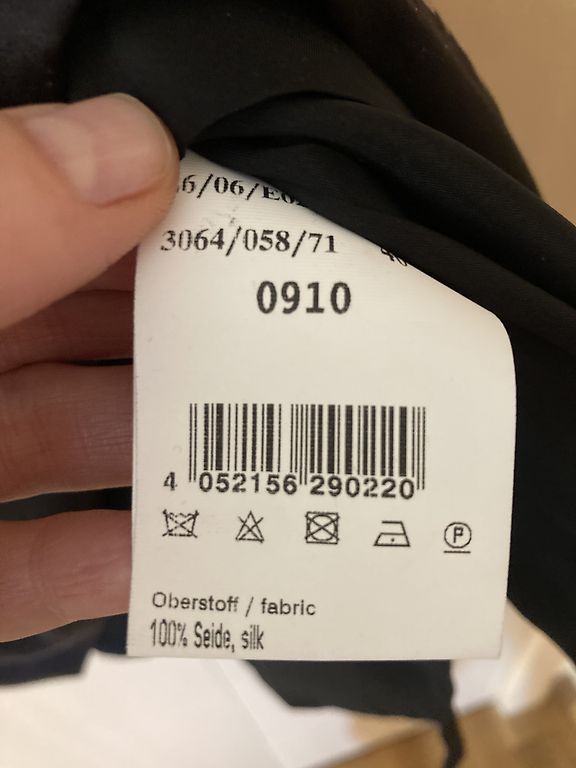 3064/058/71
0910
4 052156 290220
Oberstoff / fabric
100% Seide, silk